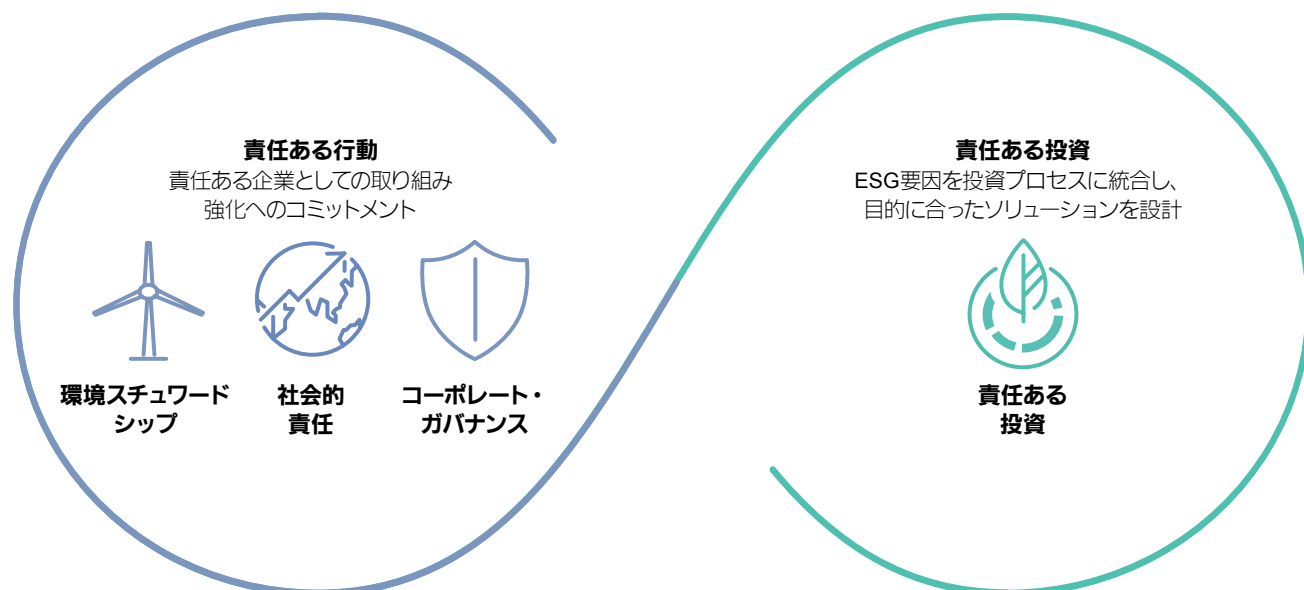 責任ある行動
責任ある企業としての取り組み
強化へのコミットメント
環境スチュワード
シップ
社会的
責任
コーポレート・
ガバナンス
責任ある投資
ESG要因を投資プロセスに統合し、
目的に合ったソリューションを設計
責任ある
投資